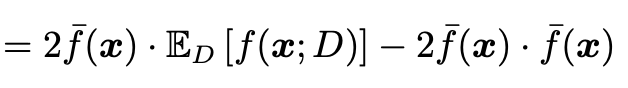 = 2f̄(𝒙) · 𝔼_D [f(𝒙; D)] − 2f̄(𝒙) · f̄(𝒙)